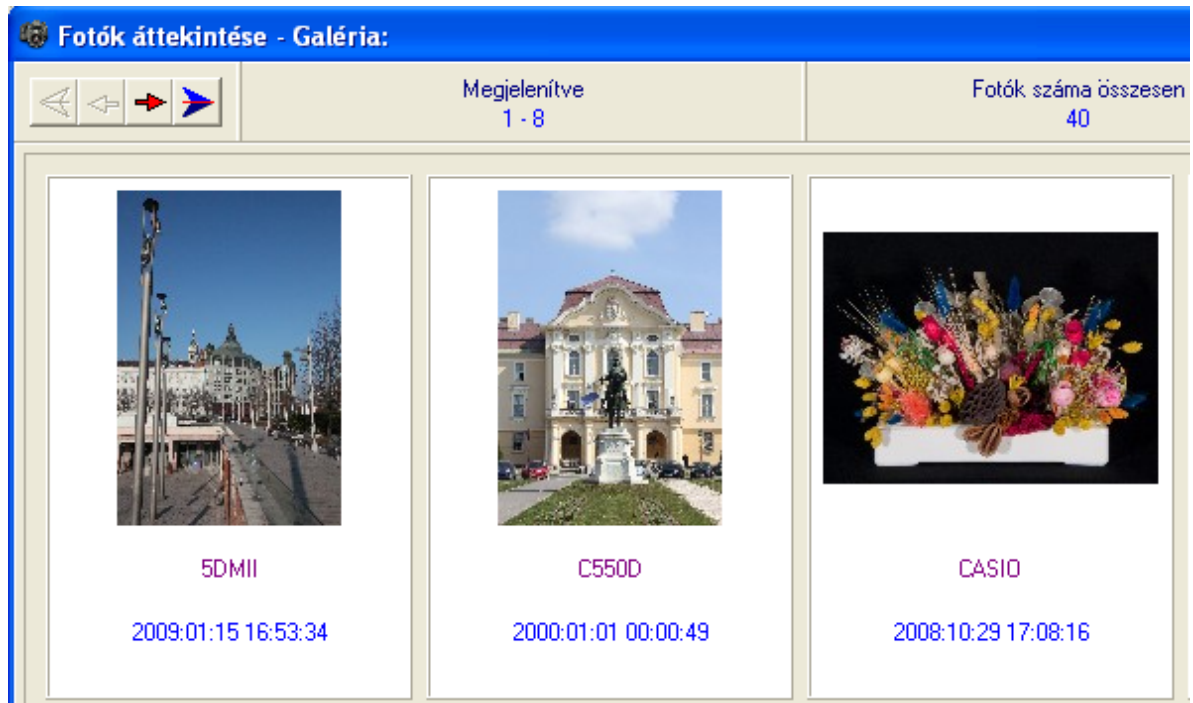 Fotók áttekintése - Galéria:
Megjelenítve
1 - 8
Fotók száma összesen
40
5DMII
2009:01:15 16:53:34
C550D
2000:01:01 00:00:49
CASIO
2008:10:29 17:08:16